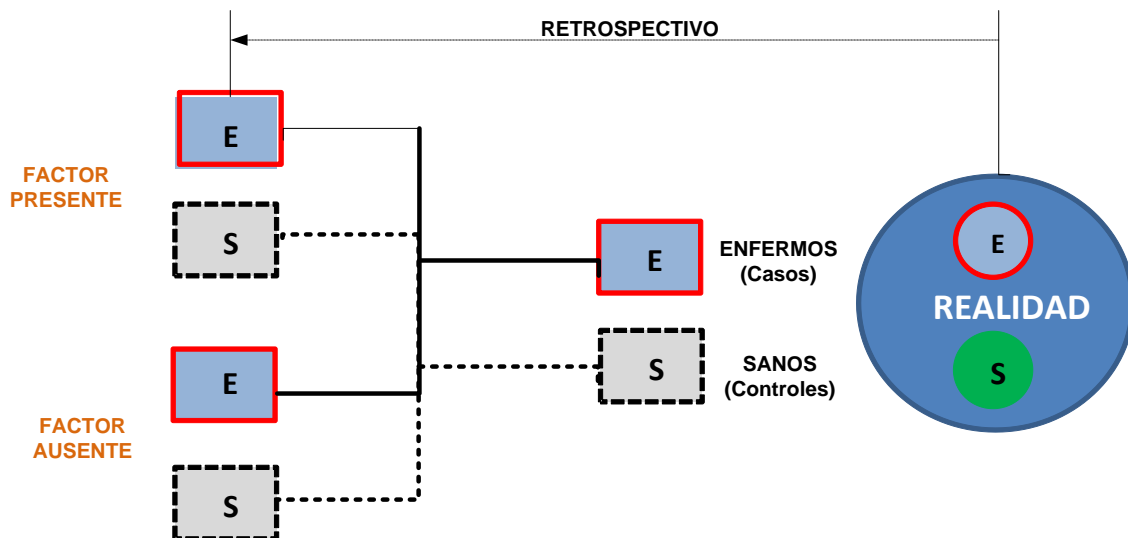 RETROSPECTIVO
E
FACTOR
PRESENTE
S
E
ENFERMOS
(Casos)
E
REALIDAD
S
SANOS
(Controles)
S
E
FACTOR
AUSENTE
S